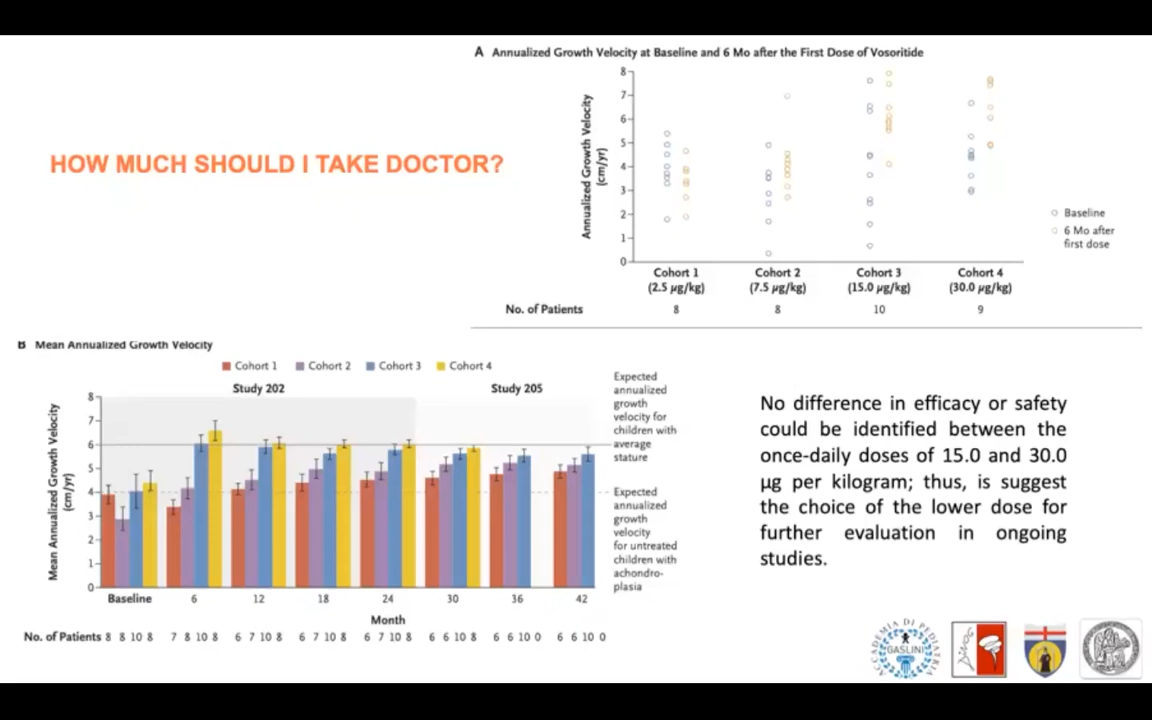 HOW MUCH SHOULD I TAKE DOCTOR?
A Annualized Growth Velocity at Baseline and 6 Mo after the First Dose of Vosoritide
Annualized Growth Velocity
(cm/yr)
8
7
6
5
4
3
2
1
0
Cohort 1 Cohort 2 Cohort 3 Cohort 4
(2.5 μg/kg) (7.5 μg/kg) (15.0 μg/kg) (30.0 μg/kg)
No. of Patients 8 8 10 9
Baseline
6 Mo after
first dose
B Mean Annualized Growth Velocity
Cohort 1 Cohort 2 Cohort 3 Cohort 4
Study 202 Study 205
Mean Annualized Growth Velocity
(cm/yr)
8
7
6
5
4
3
2
1
0
Baseline 6 12 18 24 30 36 42
Month
No. of Patients 8 8 10 8 7 8 10 8 6 7 10 8 6 7 10 8 6 7 10 8 6 6 10 8 6 6 10 0 6 6 10 0
Expected
annualized
growth
velocity for
children with
average
stature
Expected
annualized
growth
velocity
for untreated
children with
achondro-
plasia
No difference in efficacy or safety
could be identified between the
once-daily doses of 15.0 and 30.0
μg per kilogram; thus, is suggest
the choice of the lower dose for
further evaluation in ongoing
studies.
ACCADEMIA DI PEDIATRIA
GASLINI